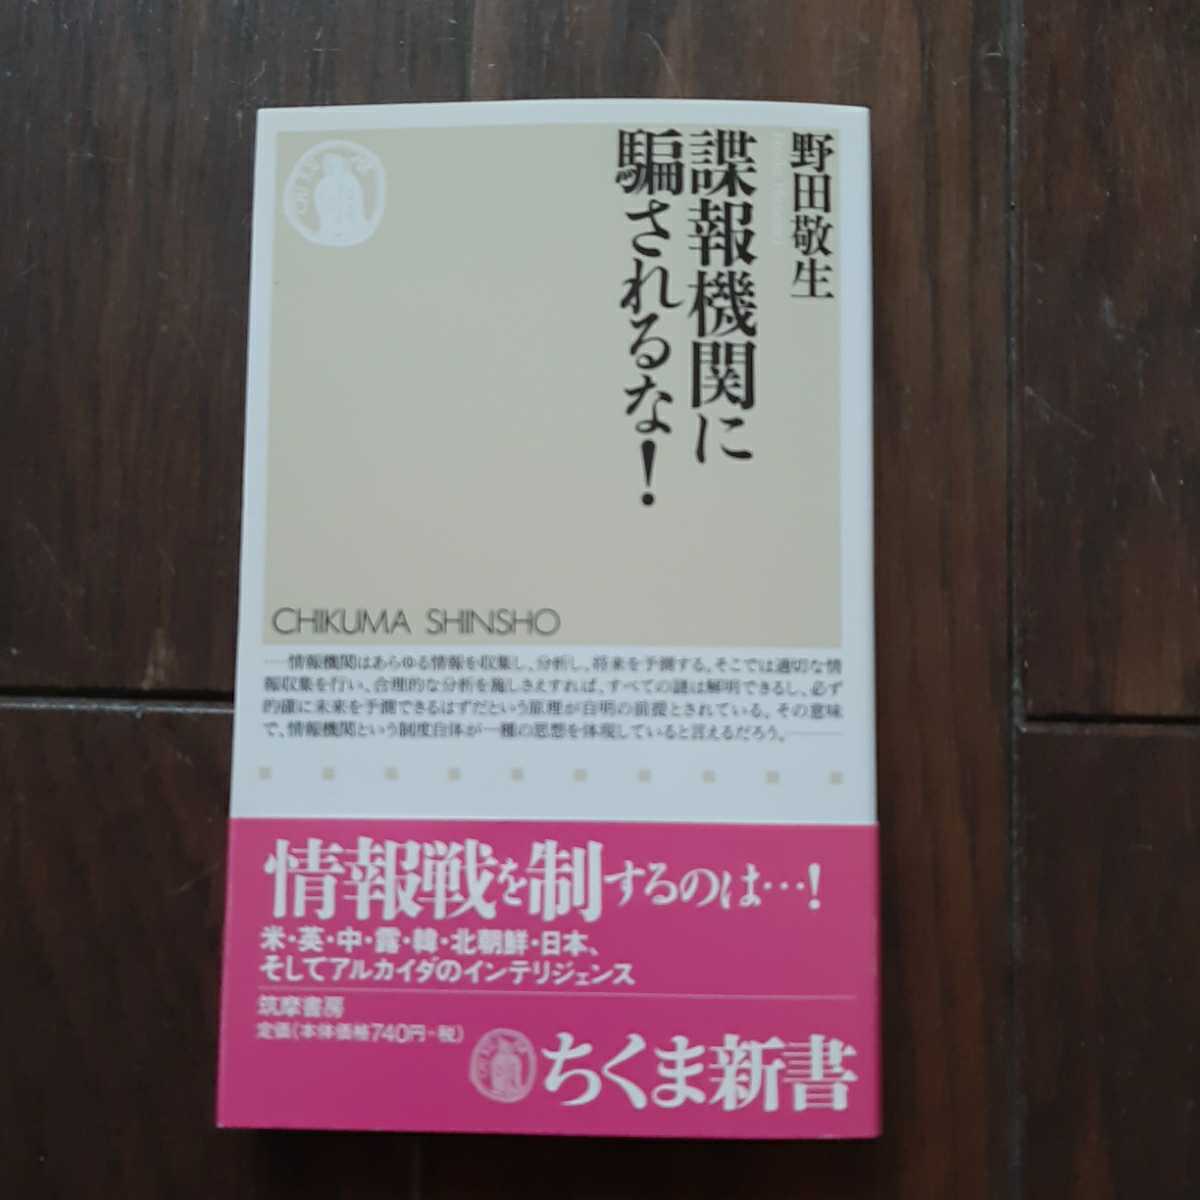 野田敬生
諜報機関に
騙されるな!
CHIKUMA SHINSHO
──情報機関はあらゆる情報を収集し、分析し、将来を予測する。そこでは適切な情
報収集を行い、合理的な分析を施しさえすれば、すべての謎は解明できるし、必ず
的確に未来を予測できるはずだという原理が自明の前提とされている。その意味
で、情報機関という制度自体が一種の思想を体現していると言えるだろう。──
情報戦を制するのは…!
米・英・中・露・韓・北朝鮮・日本、
そしてアルカイダのインテリジェンス
筑摩書房
定価(本体価格740円+税)
ちくま新書